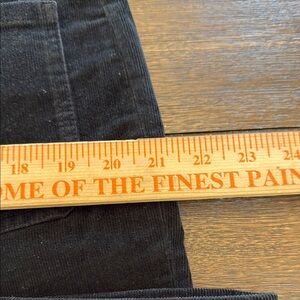 18 19 20 21 22 23 24
OME OF THE FINEST PAIN